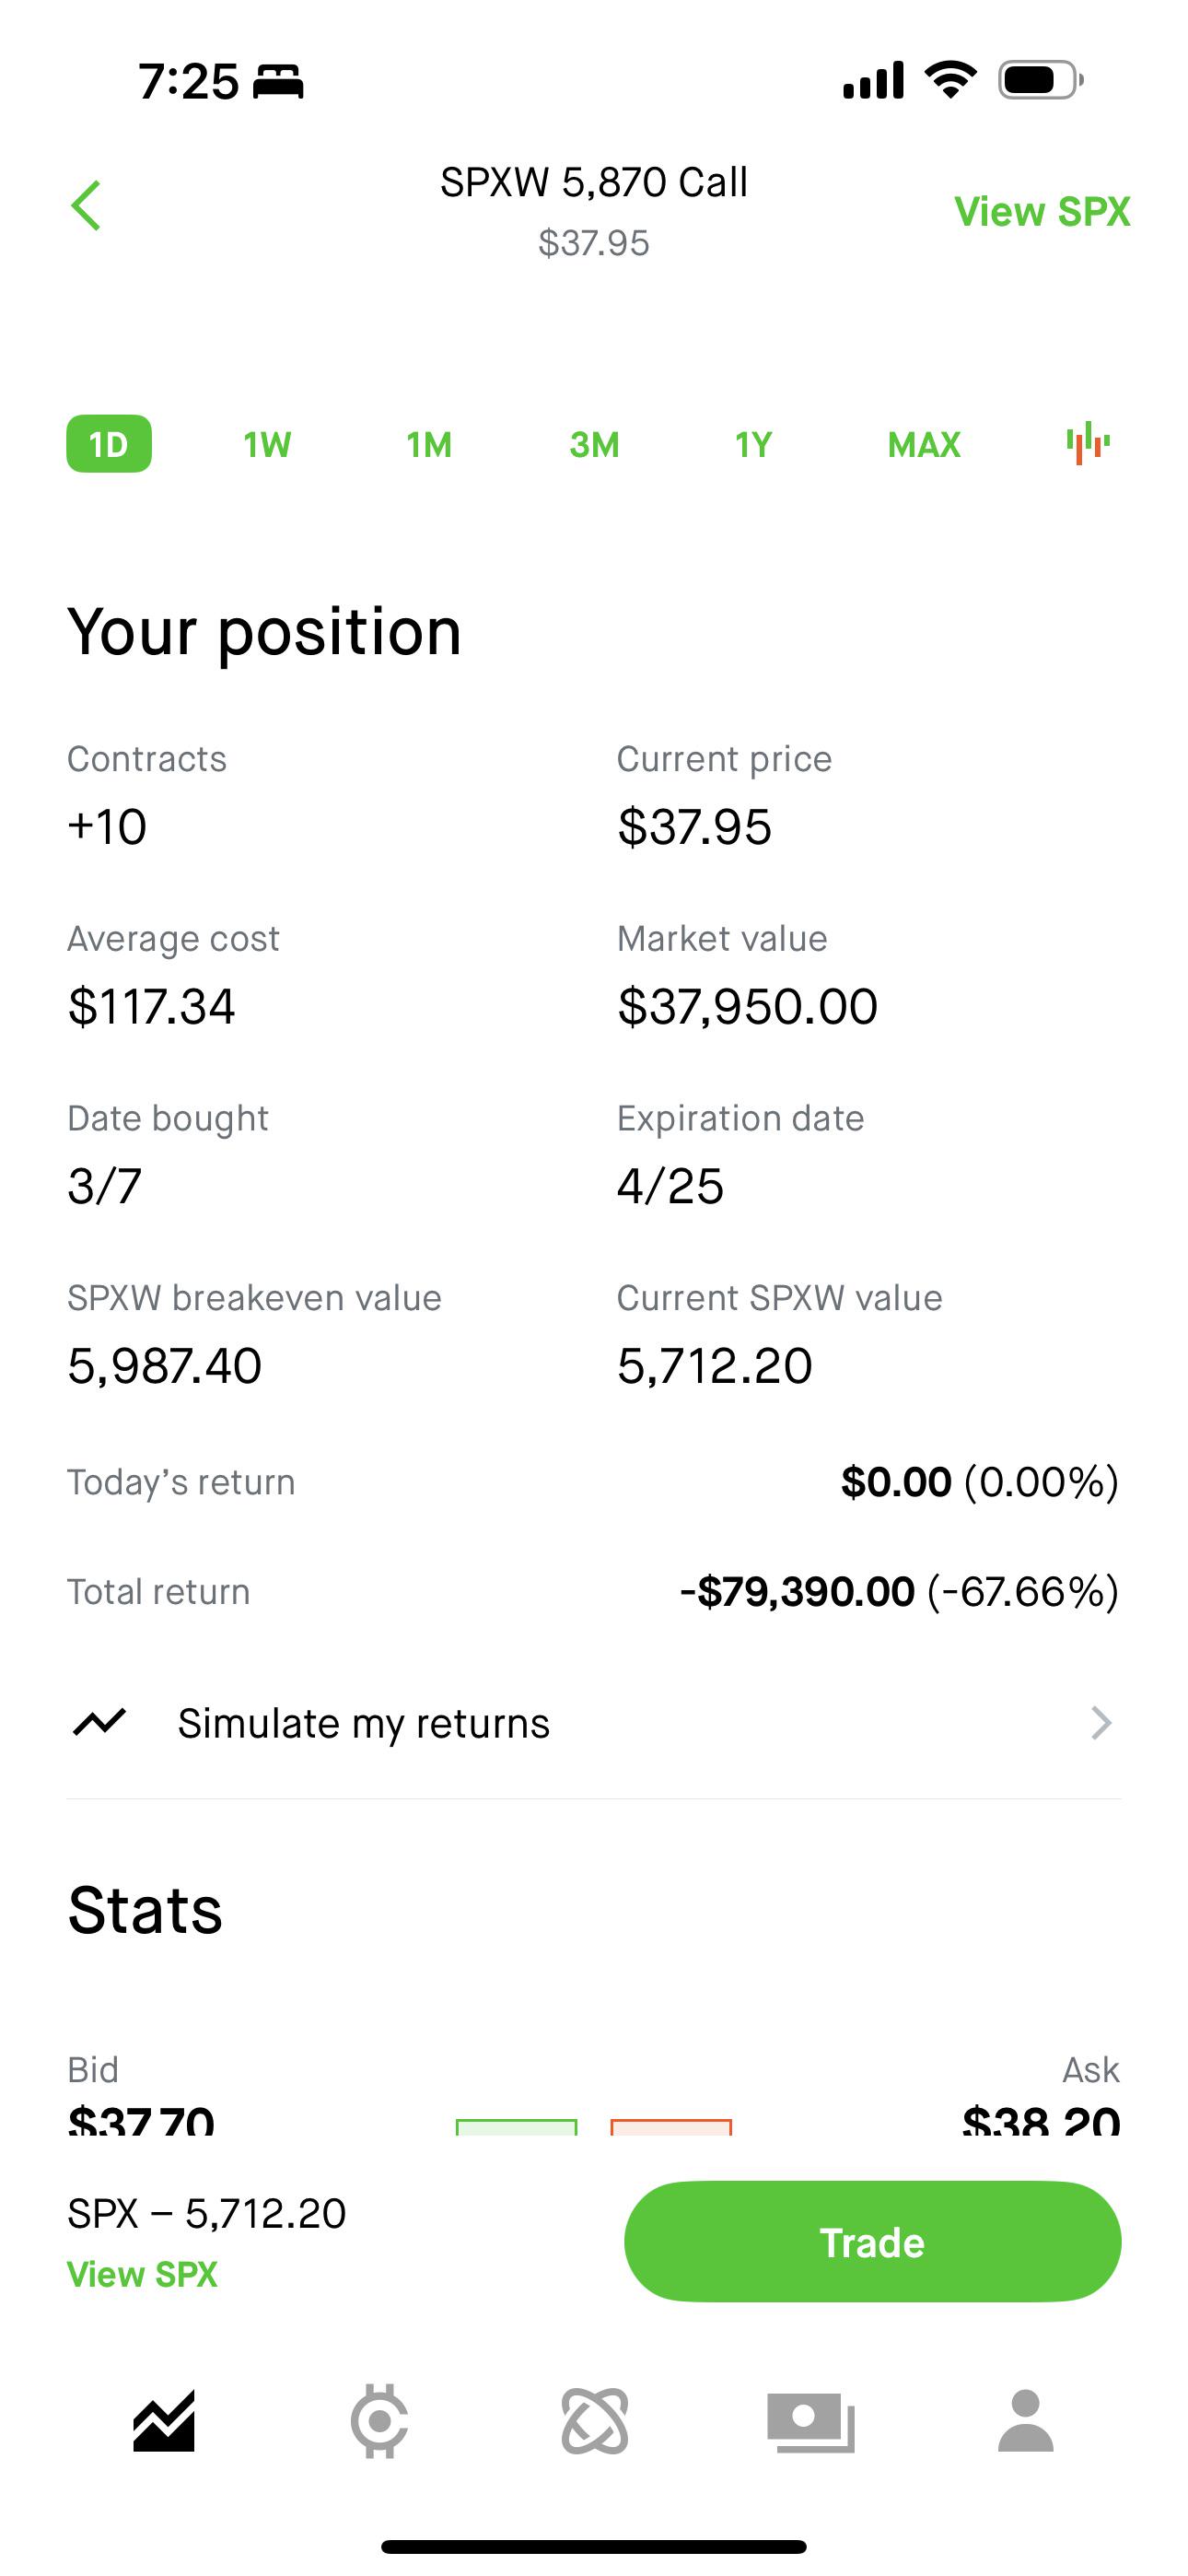 7:25
SPXW 5,870 Call
$37.95
View SPX
1D 1W 1M 3M 1Y MAX
Your position
Contracts Current price
+10 $37.95
Average cost Market value
$117.34 $37,950.00
Date bought Expiration date
3/7 4/25
SPXW breakeven value Current SPXW value
5,987.40 5,712.20
Today's return $0.00 (0.00%)
Total return -$79,390.00 (-67.66%)
Simulate my returns
Stats
Bid Ask
$37.70 $38.20
SPX – 5,712.20
View SPX
Trade